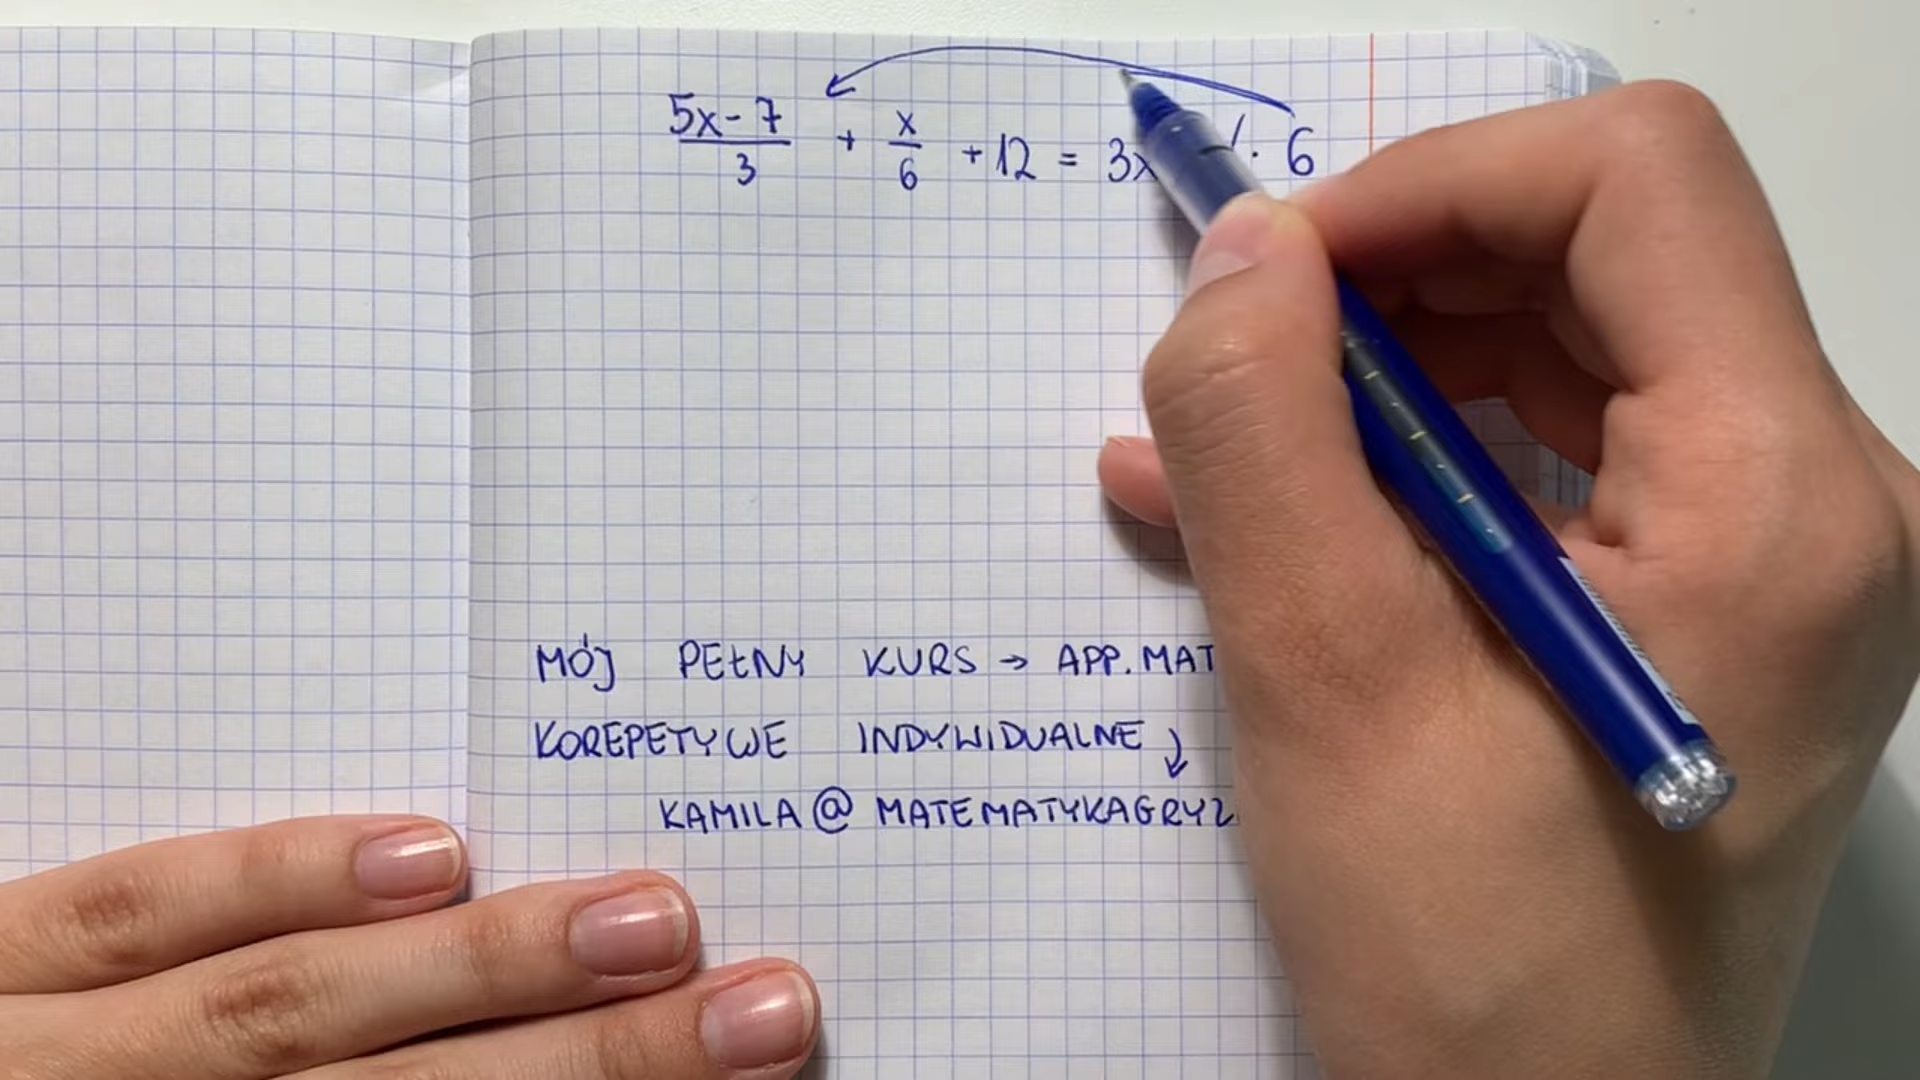 5x-7/3 + x/6 +12 = 3x /· 6
MÓJ PEŁNY KURS → APP.MAT
KOREPETYCJE INDYWIDUALNE
KAMILA@MATEMATYKAGRYZ